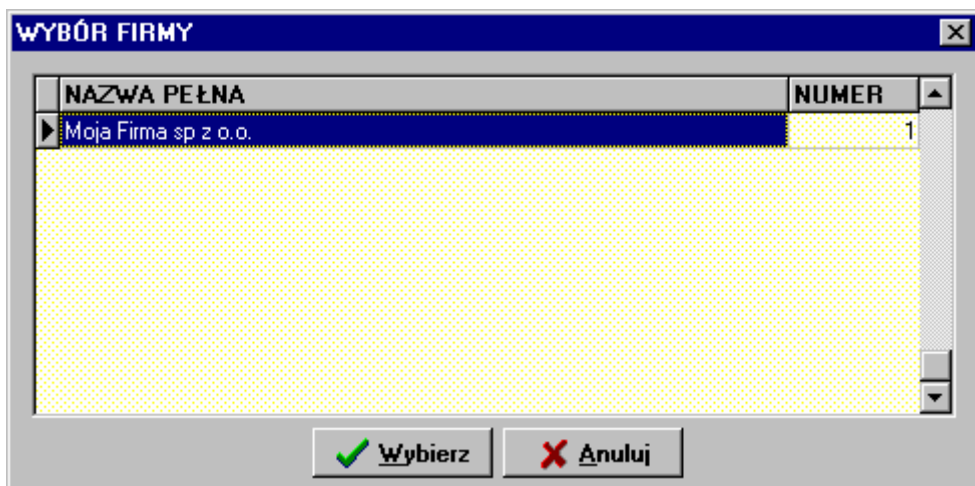 WYBÓR FIRMY
NAZWA PEŁNA NUMER
Moja Firma sp z o.o. 1
Wybierz Anuluj